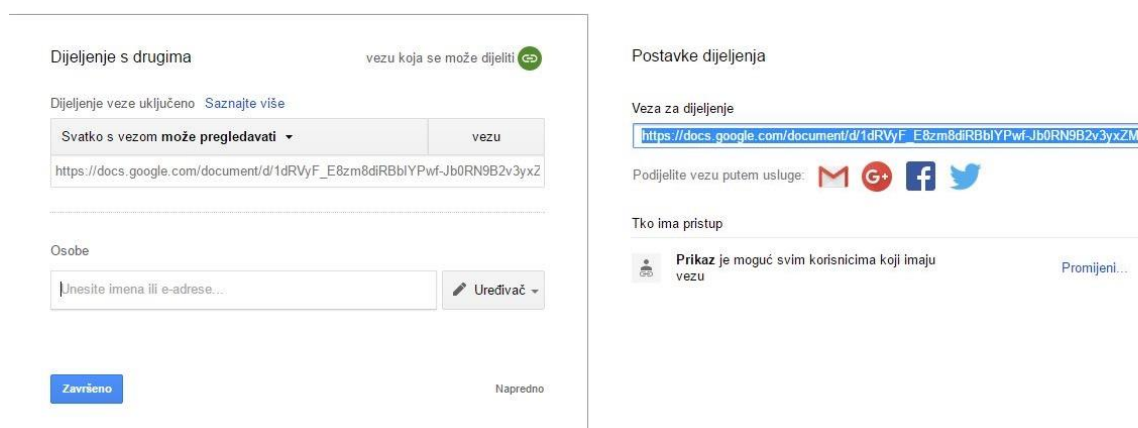 Dijeljenje s drugima
vezu koja se može dijeliti
Dijeljenje veze uključeno Saznajte više
Svatko s vezom može pregledavati
vezu
https://docs.google.com/document/d/1dRVyF_E8zm8diRBbIYPwf-Jb0RN9B2v3yxZ
Osobe
Unesite imena ili e-adrese...
Uređivač
Završeno
Napredno
Postavke dijeljenja
Veza za dijeljenje
https://docs.google.com/document/d/1dRVyF_E8zm8diRBbIYPwf-Jb0RN9B2v3yxZM
Podijelite vezu putem usluge:
G+
Tko ima pristup
Prikaz je moguć svim korisnicima koji imaju
vezu
Promijeni...